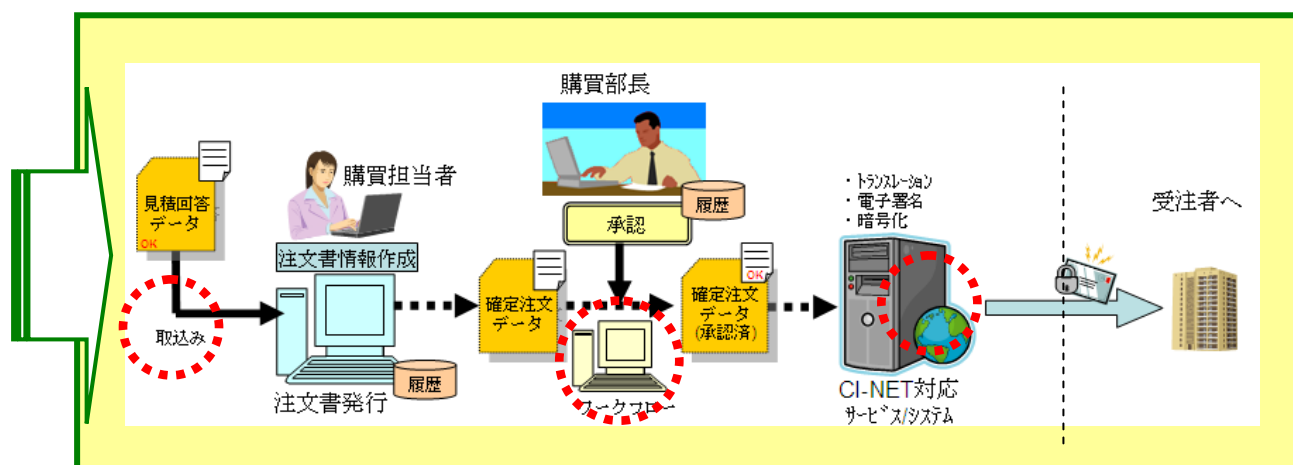 見積回答
データ
OK
取込み
購買担当者
注文書情報作成
履歴
注文書発行
確定注文
データ
購買部長
履歴
承認
ワークフロー
OK
確定注文
データ
(承認済)
・ﾄﾗﾝｽﾚｰｼｮﾝ
・電子署名
・暗号化
CI-NET対応
ｻｰﾋﾞｽ/ｼｽﾃﾑ
受注者へ